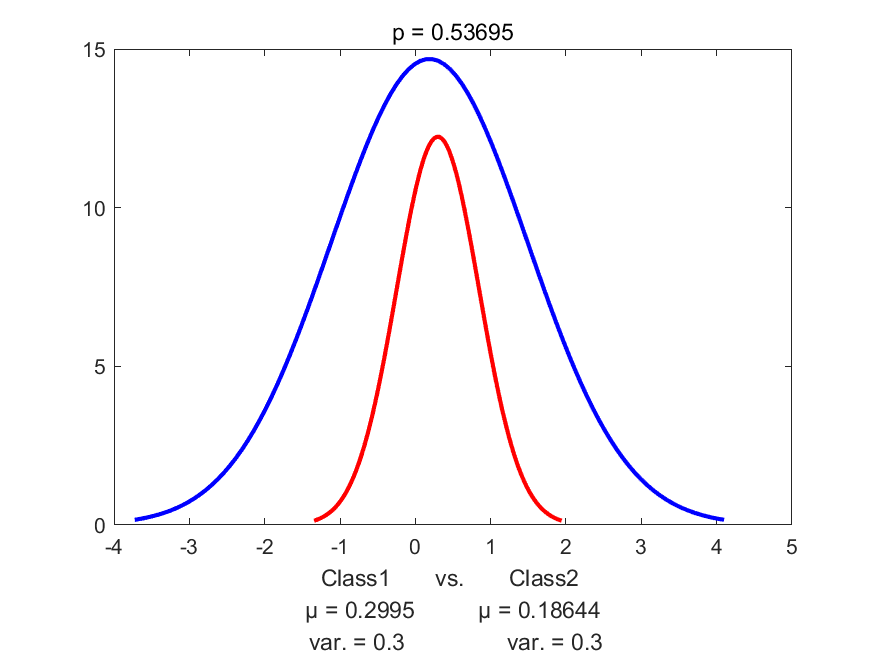 p = 0.53695
15
10
5
0
-4 -3 -2 -1 0 1 2 3 4 5
Class1 vs. Class2
μ = 0.2995 μ = 0.18644
var. = 0.3 var. = 0.3